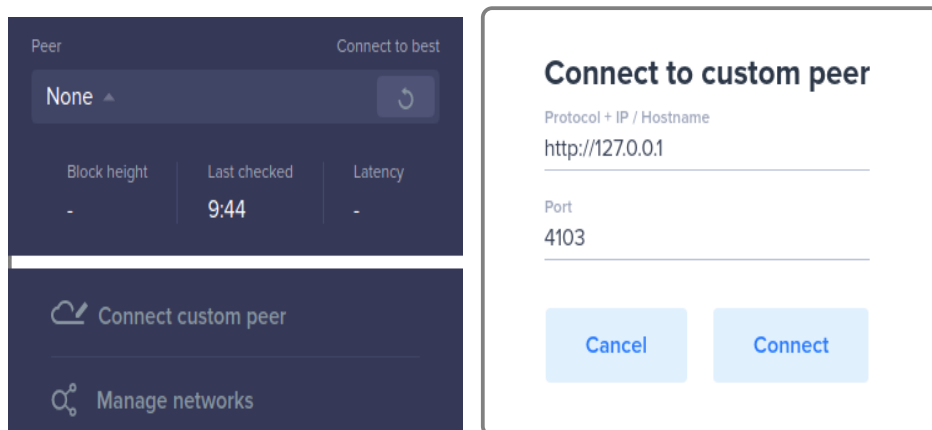 Peer
Connect to best
None
Block height
Last checked
Latency
-
9:44
-
Connect custom peer
Manage networks
Connect to custom peer
Protocol + IP / Hostname
http://127.0.0.1
Port
4103
Cancel
Connect